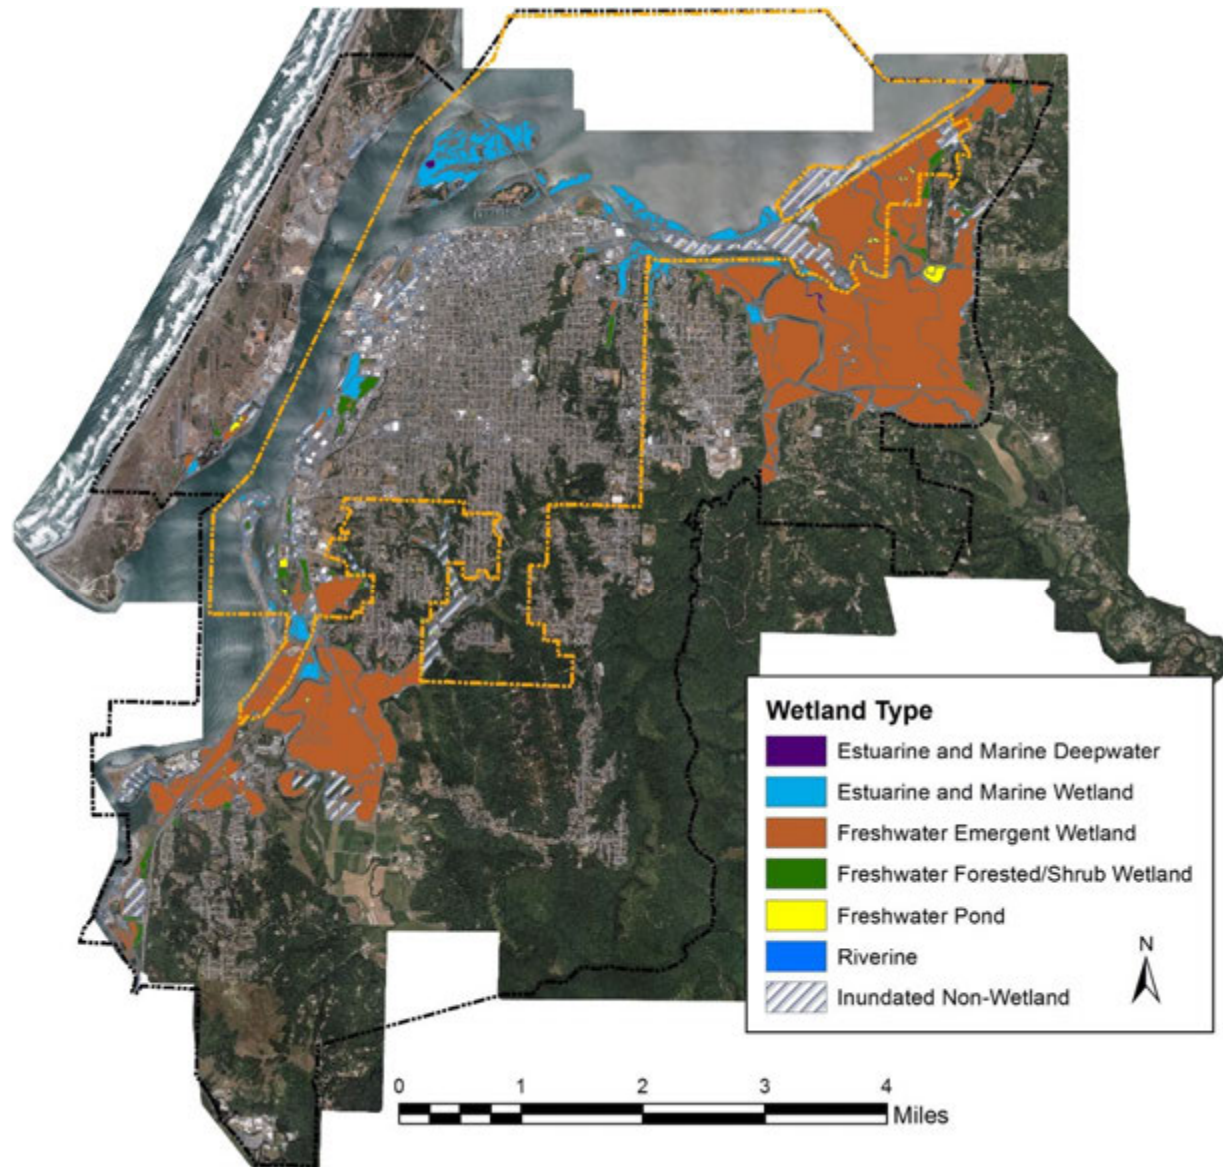 Wetland Type
Estuarine and Marine Deepwater
Estuarine and Marine Wetland
Freshwater Emergent Wetland
Freshwater Forested/Shrub Wetland
Freshwater Pond
Riverine
Inundated Non-Wetland
N
0 1 2 3 4
Miles